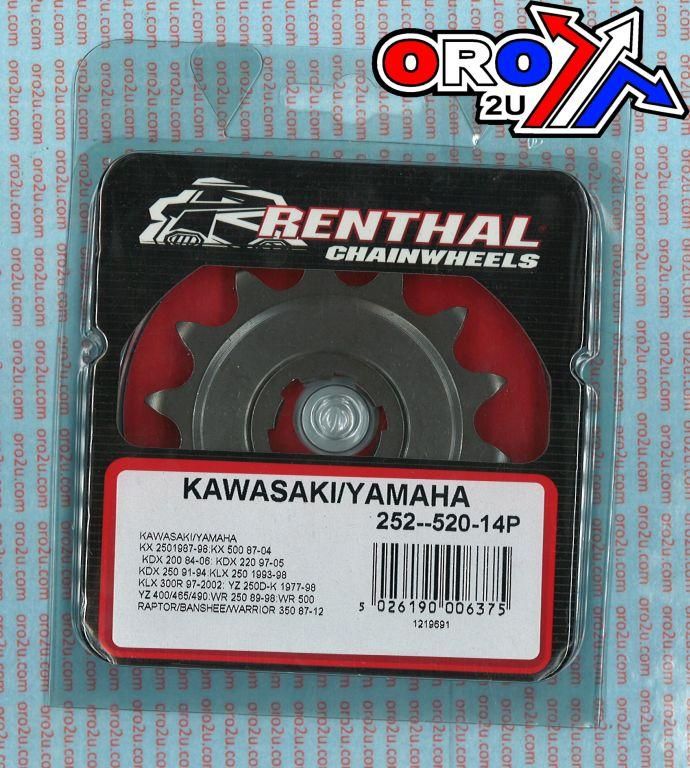 ORO
2U
RENTHAL
CHAINWHEELS
KAWASAKI/YAMAHA
252--520-14P
KAWASAKI/YAMAHA
KX 2501987-98:KX 500 87-04
KDX 200 84-06: KDX 220 97-05
KDX 250 91-94:KLX 250 1993-98
KLX 300R 97-2002: YZ 250D-K 1977-98
YZ 400/465/490:WR 250 89-98:WR 500
RAPTOR/BANSHEE/WARRIOR 350 87-12
5 026190 006375
1219691
oro2u.com